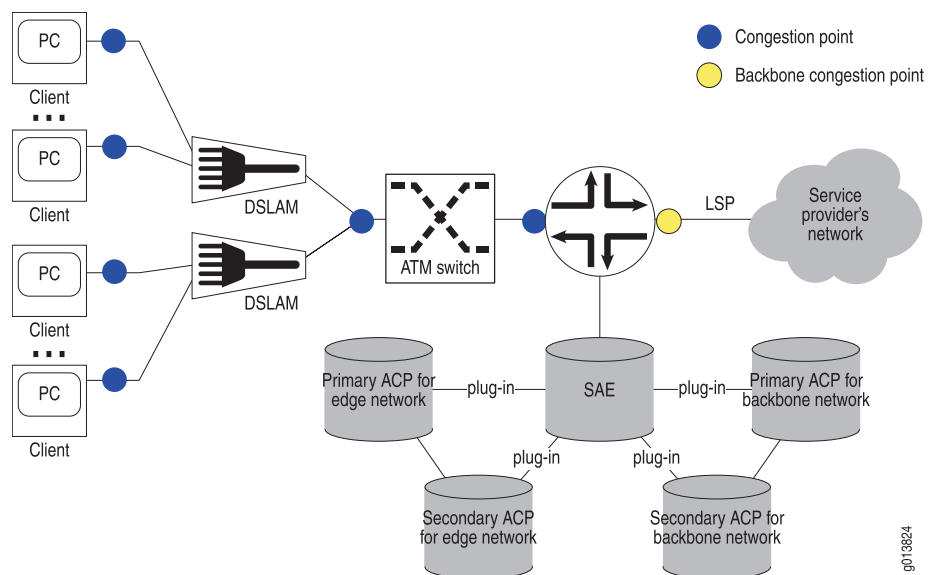 PC
Client
...
PC
Client
PC
Client
...
PC
Client
DSLAM
DSLAM
ATM switch
LSP
Service
provider's
network
Congestion point
Backbone congestion point
Primary ACP for
edge network
plug-in
SAE
plug-in
Primary ACP for
backbone network
plug-in
plug-in
Secondary ACP
for edge network
Secondary ACP for
backbone network
g013824